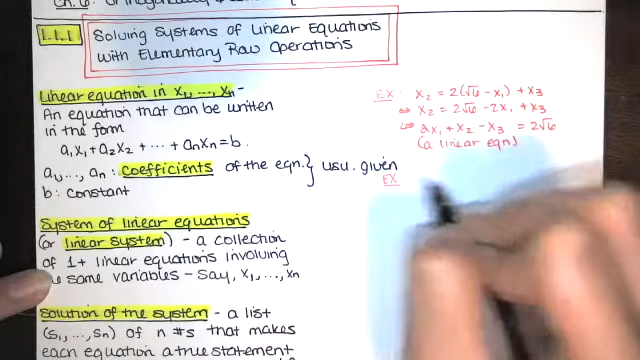 Ch. 6:
1.1.1 Solving Systems of Linear Equations
with Elementary Row Operations
Linear equation in x₁, ..., xₙ -
An equation that can be written
in the form
a₁x₁ + a₂x₂ + ... + aₙxₙ = b.
a₁, ..., aₙ : coefficients of the eqn. } usu. given
b : constant
System of linear equations
(or linear system) - a collection
of 1+ linear equations involving
same variables - say, x₁, ..., xₙ
Solution of the system - a list
(s₁, ..., sₙ) of n #s that makes
each equation a true statement
EX : x₂ = 2(√6 - x₁) + x₃
⇔ x₂ = 2√6 - 2x₁ + x₃
⇔ 2x₁ + x₂ - x₃ = 2√6
(a linear eqn)
EX